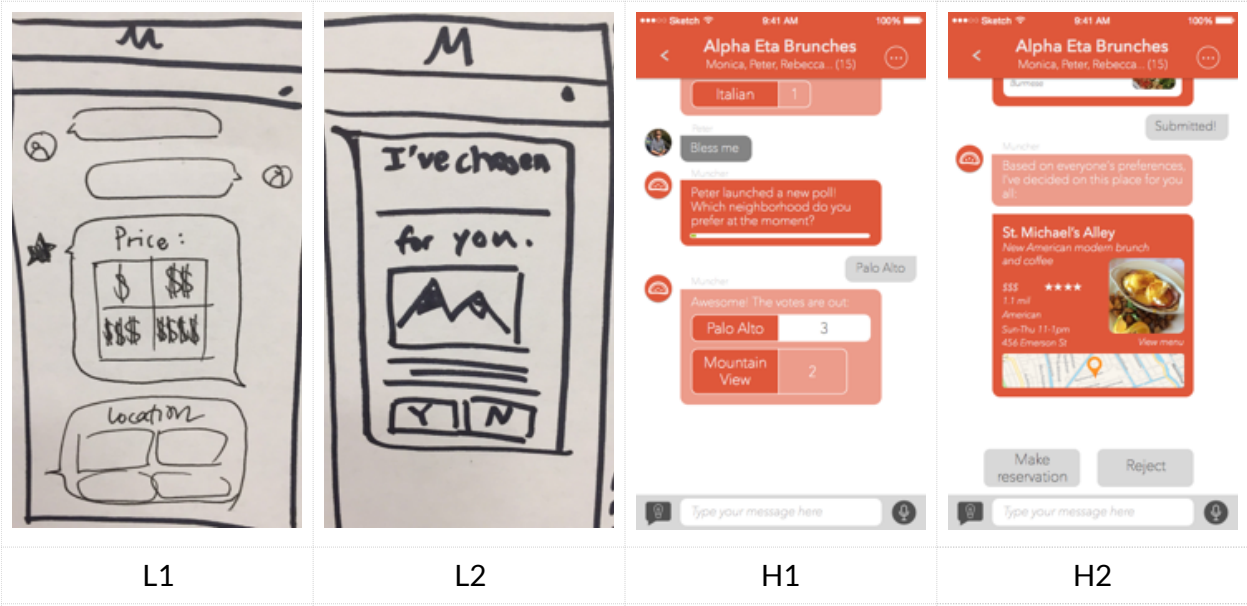 M
Price:
$
$$
$$$
$$$$
Location
M
I've chosen
for you.
Y
N
Sketch
9:41 AM
100%
Alpha Eta Brunches
Monica, Peter, Rebecca... (15)
Italian 1
Peter
Bless me
Muncher
Peter launched a new poll!
Which neighborhood do you
prefer at the moment?
Palo Alto
Muncher
Awesome! The votes are out:
Palo Alto 3
Mountain
View
2
Type your message here
Sketch
9:41 AM
100%
Alpha Eta Brunches
Monica, Peter, Rebecca... (15)
Burmese
Submitted!
Muncher
Based on everyone's preferences,
I've decided on this place for you
all:
St. Michael's Alley
New American modern brunch
and coffee
$$$ ★★★★
1.1 mil
American
Sun-Thu 11-1pm
456 Emerson St
View menu
Make
reservation
Reject
Type your message here
L1
L2
H1
H2